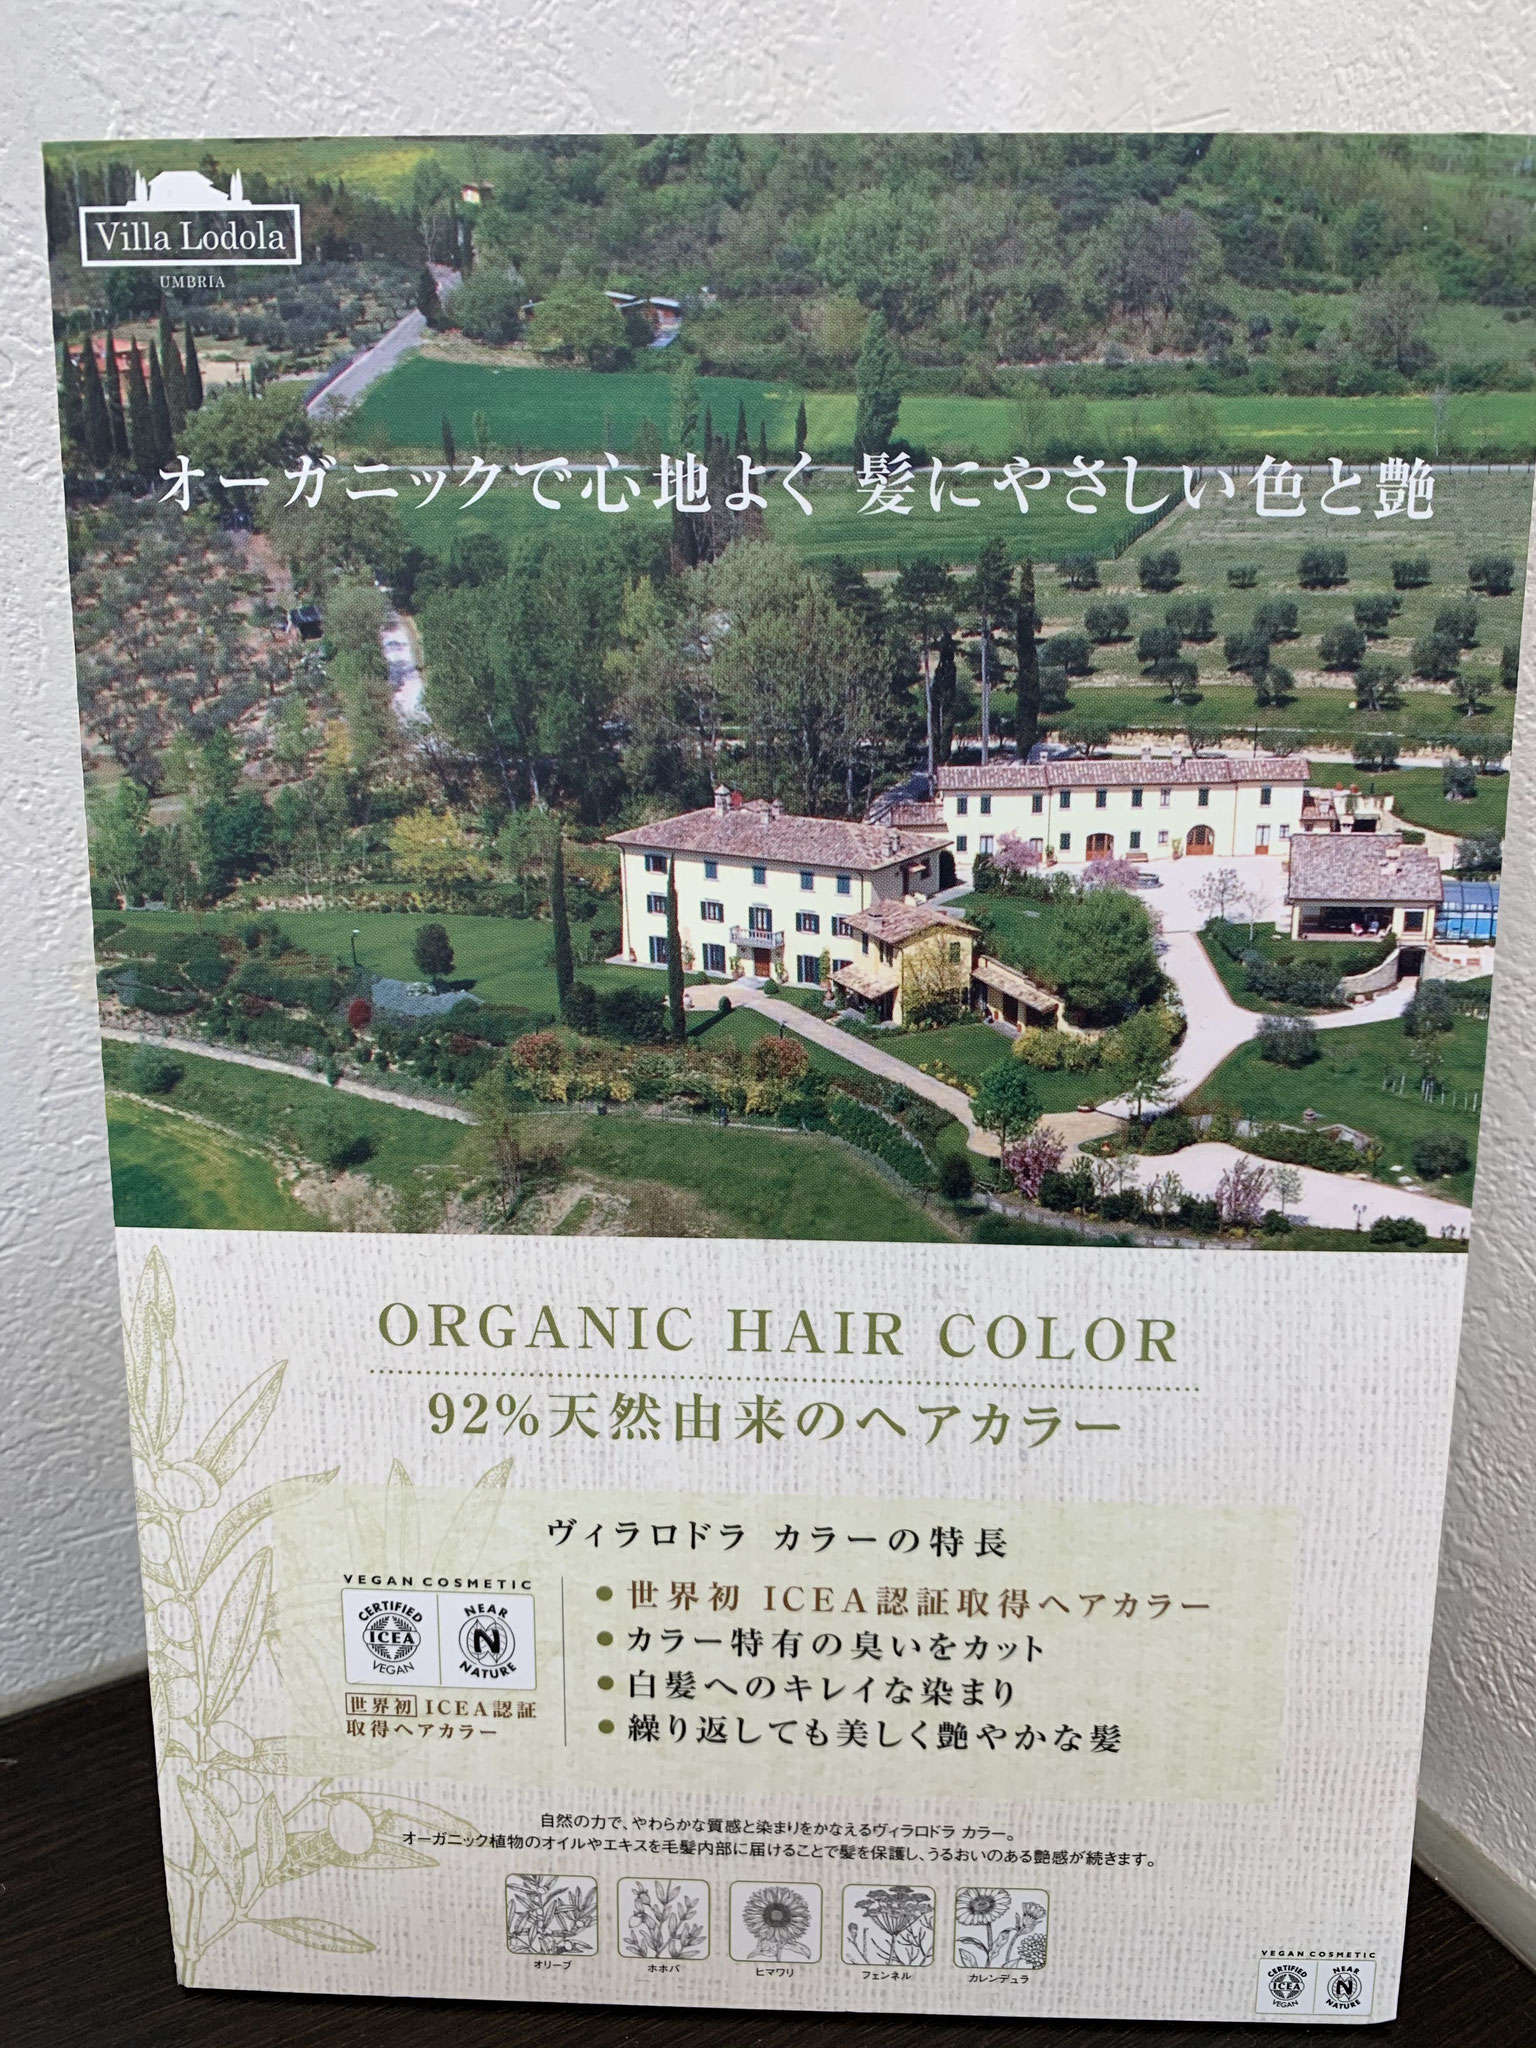 Villa Lodola
UMBRIA
オーガニックで心地よく 髪にやさしい色と艶
ORGANIC HAIR COLOR
92%天然由来のヘアカラー
ヴィラロドラ カラーの特長
VEGAN COSMETIC
CERTIFIED
ICEA
VEGAN
NEAR
N
NATURE
世界初 ICEA認証
取得ヘアカラー
● 世界初 ICEA認証取得ヘアカラー
● カラー特有の臭いをカット
● 白髪へのキレイな染まり
● 繰り返しても美しく艶やかな髪
自然の力で、やわらかな質感と染まりをかなえるヴィラロドラ カラー。
オーガニック植物のオイルやエキスを毛髪内部に届けることで髪を保護し、うるおいのある艶感が続きます。
オリーブ
ホホバ
ヒマワリ
フェンネル
カレンデュラ
VEGAN COSMETIC
CERTIFIED
ICEA
VEGAN
NEAR
N
NATURE